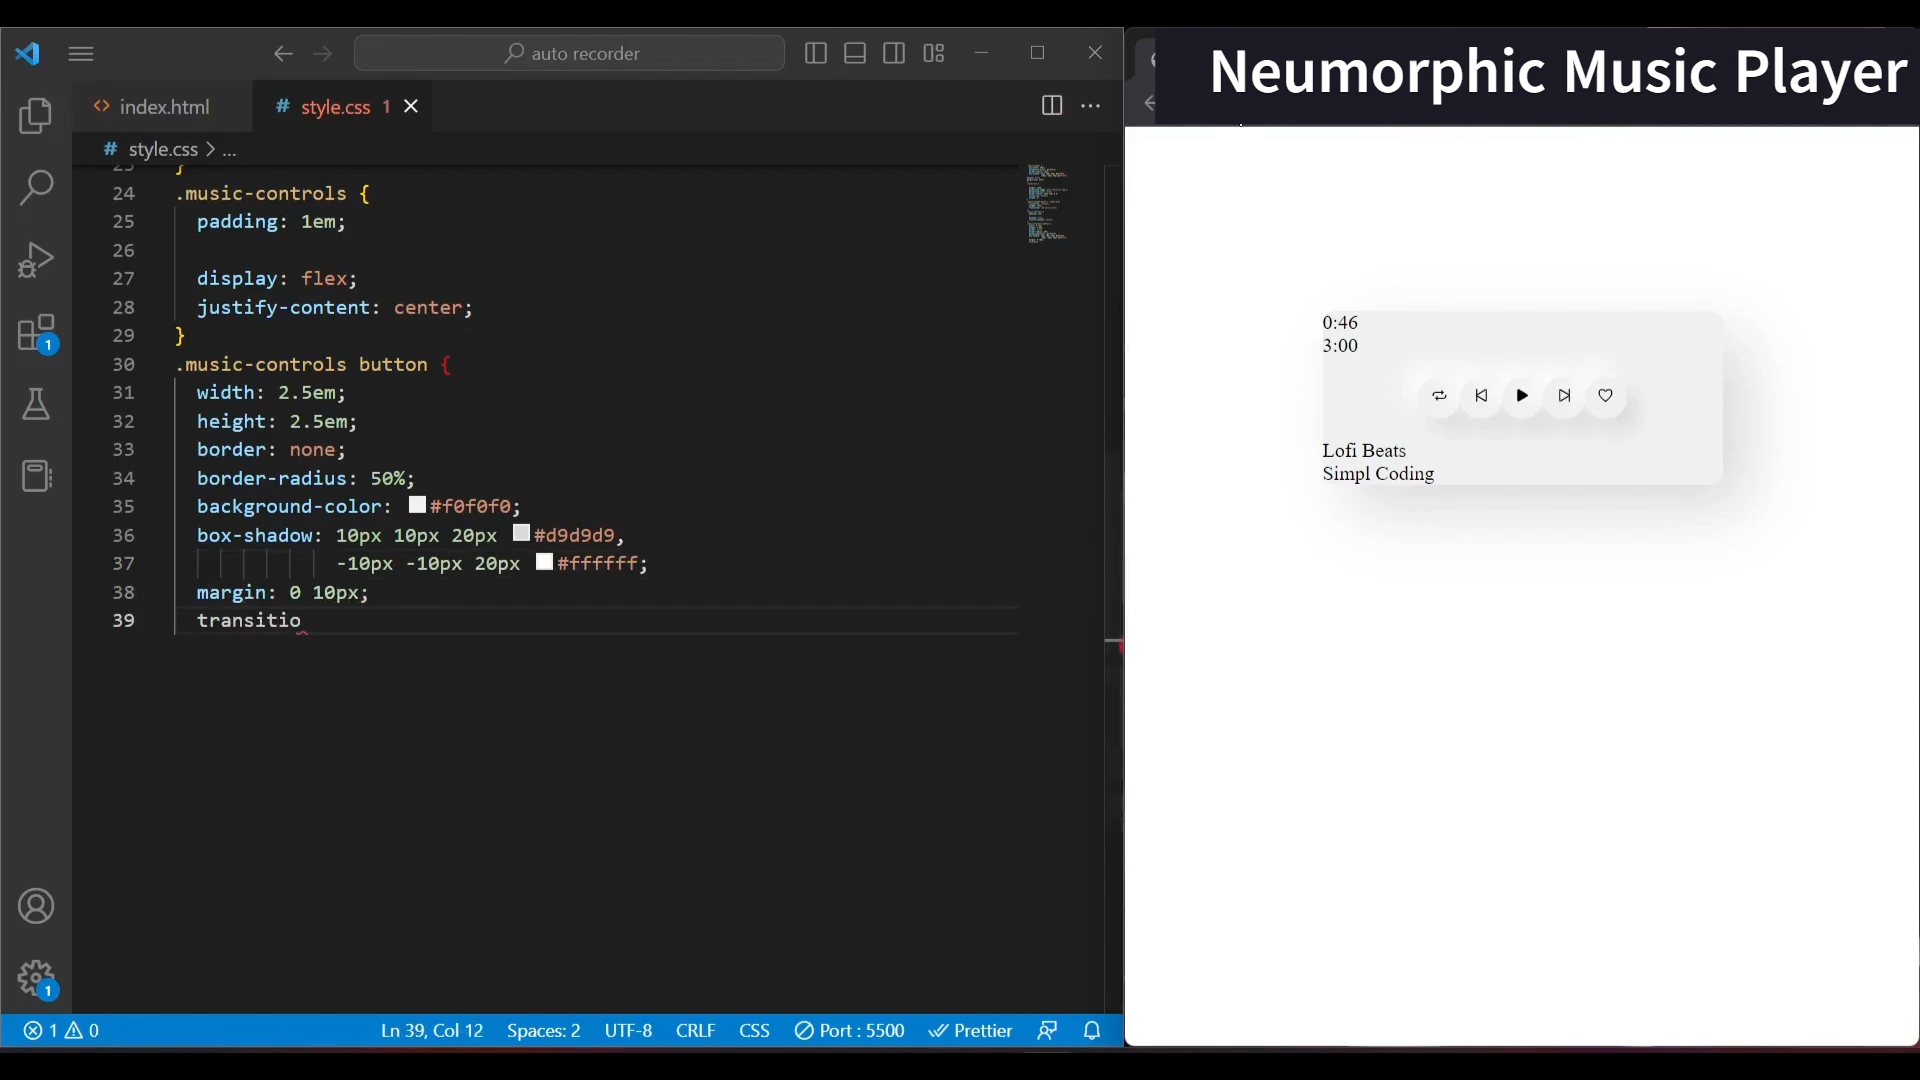 auto recorder
Neumorphic Music Player
index.html
style.css 1
style.css > ...
23 }
24 .music-controls {
25 padding: 1em;
26
27 display: flex;
28 justify-content: center;
29 }
30 .music-controls button {
31 width: 2.5em;
32 height: 2.5em;
33 border: none;
34 border-radius: 50%;
35 background-color: #f0f0f0;
36 box-shadow: 10px 10px 20px #d9d9d9,
37 -10px -10px 20px #ffffff;
38 margin: 0 10px;
39 transitio
0:46
3:00
Lofi Beats
Simpl Coding
1
1
1 0
Ln 39, Col 12
Spaces: 2
UTF-8
CRLF
CSS
Port : 5500
Prettier